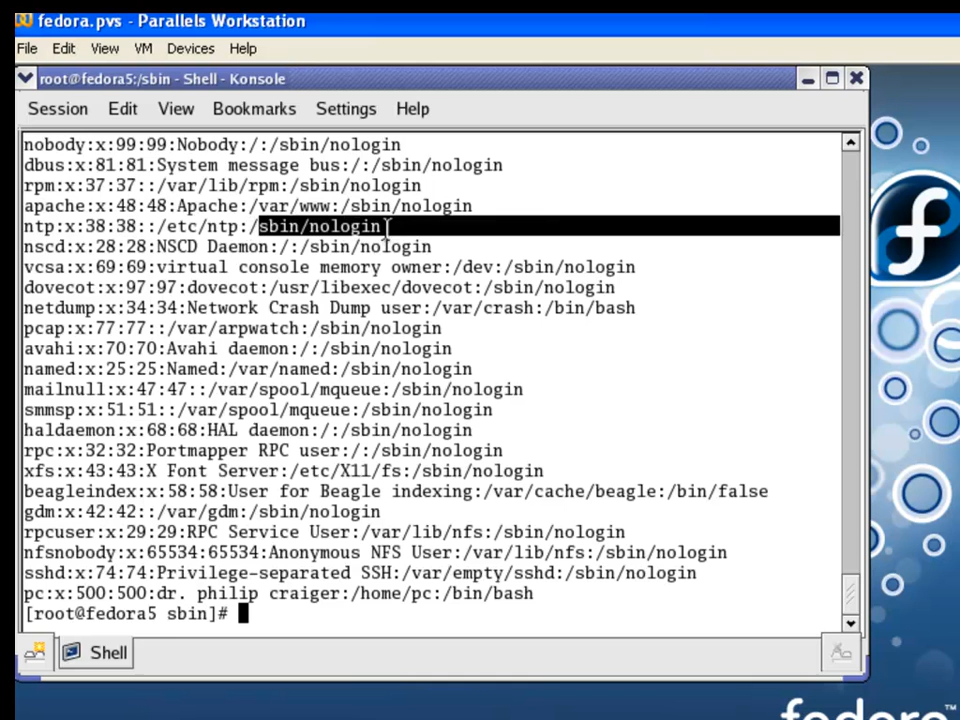 fedora.pvs - Parallels Workstation
File Edit View VM Devices Help
root@fedora5:/sbin - Shell - Konsole
Session Edit View Bookmarks Settings Help
nobody:x:99:99:Nobody:/:/sbin/nologin
dbus:x:81:81:System message bus:/:/sbin/nologin
rpm:x:37:37::/var/lib/rpm:/sbin/nologin
apache:x:48:48:Apache:/var/www:/sbin/nologin
ntp:x:38:38::/etc/ntp:/sbin/nologin
nscd:x:28:28:NSCD Daemon:/:/sbin/nologin
vcsa:x:69:69:virtual console memory owner:/dev:/sbin/nologin
dovecot:x:97:97:dovecot:/usr/libexec/dovecot:/sbin/nologin
netdump:x:34:34:Network Crash Dump user:/var/crash:/bin/bash
pcap:x:77:77::/var/arpwatch:/sbin/nologin
avahi:x:70:70:Avahi daemon:/:/sbin/nologin
named:x:25:25:Named:/var/named:/sbin/nologin
mailnull:x:47:47::/var/spool/mqueue:/sbin/nologin
smmsp:x:51:51::/var/spool/mqueue:/sbin/nologin
haldaemon:x:68:68:HAL daemon:/:/sbin/nologin
rpc:x:32:32:Portmapper RPC user:/:/sbin/nologin
xfs:x:43:43:X Font Server:/etc/X11/fs:/sbin/nologin
beagleindex:x:58:58:User for Beagle indexing:/var/cache/beagle:/bin/false
gdm:x:42:42::/var/gdm:/sbin/nologin
rpcuser:x:29:29:RPC Service User:/var/lib/nfs:/sbin/nologin
nfsnobody:x:65534:65534:Anonymous NFS User:/var/lib/nfs:/sbin/nologin
sshd:x:74:74:Privilege-separated SSH:/var/empty/sshd:/sbin/nologin
pc:x:500:500:dr. philip craiger:/home/pc:/bin/bash
[root@fedora5 sbin]#
Shell
fedora™